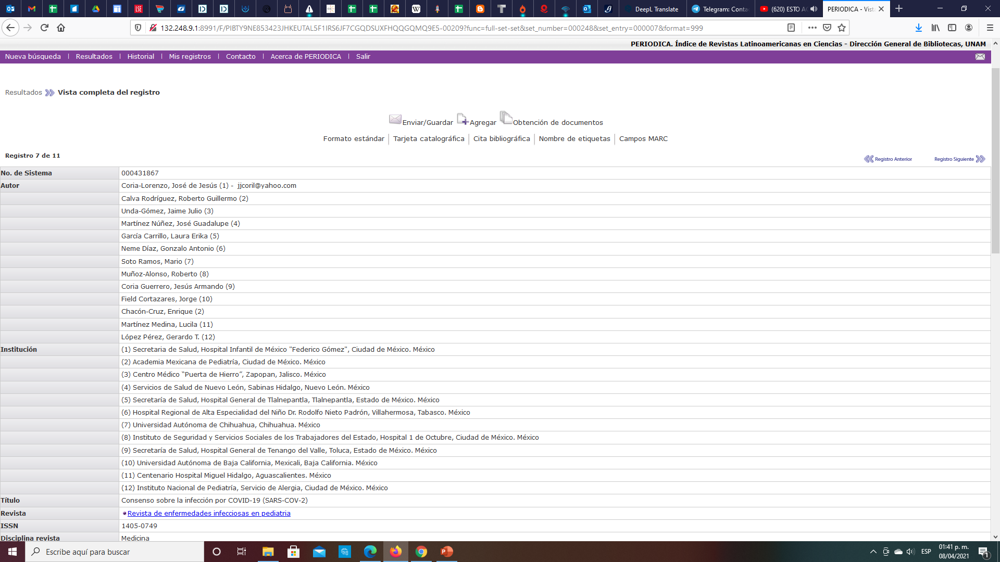 DeepL Translate
Telegram: Conta
(620) ESTO A
PERIODICA - Vist
132.248.9.1:8991/F/PIBTY9NE853423JHKEUTAL5F1IRS6JF7CGQDSUXFHQQGQMQ9E5-00209?func=full-set-set&set_number=000248&set_entry=000007&format=999
PERIODICA. Índice de Revistas Latinoamericanas en Ciencias - Dirección General de Bibliotecas, UNAM
Nueva búsqueda | Resultados | Historial | Mis registros | Contacto | Acerca de PERIODICA | Salir
Resultados Vista completa del registro
Enviar/Guardar Agregar Obtención de documentos
Formato estándar Tarjeta catalográfica Cita bibliográfica Nombre de etiquetas Campos MARC
Registro 7 de 11
Registro Anterior Registro Siguiente
No. de Sistema 000431867
Autor Coria-Lorenzo, José de Jesús (1) - jjcoril@yahoo.com
Calva Rodríguez, Roberto Guillermo (2)
Unda-Gómez, Jaime Julio (3)
Martínez Núñez, José Guadalupe (4)
García Carrillo, Laura Erika (5)
Neme Díaz, Gonzalo Antonio (6)
Soto Ramos, Mario (7)
Muñoz-Alonso, Roberto (8)
Coria Guerrero, Jesús Armando (9)
Field Cortazares, Jorge (10)
Chacón-Cruz, Enrique (2)
Martínez Medina, Lucila (11)
López Pérez, Gerardo T. (12)
Institución (1) Secretaria de Salud, Hospital Infantil de México "Federico Gómez", Ciudad de México. México
(2) Academia Mexicana de Pediatría, Ciudad de México. México
(3) Centro Médico “Puerta de Hierro”, Zapopan, Jalisco. México
(4) Servicios de Salud de Nuevo León, Sabinas Hidalgo, Nuevo León. México
(5) Secretaría de Salud, Hospital General de Tlalnepantla, Tlalnepantla, Estado de México. México
(6) Hospital Regional de Alta Especialidad del Niño Dr. Rodolfo Nieto Padrón, Villahermosa, Tabasco. México
(7) Universidad Autónoma de Chihuahua, Chihuahua. México
(8) Instituto de Seguridad y Servicios Sociales de los Trabajadores del Estado, Hospital 1 de Octubre, Ciudad de México. México
(9) Secretaría de Salud, Hospital General de Tenango del Valle, Toluca, Estado de México. México
(10) Universidad Autónoma de Baja California, Mexicali, Baja California. México
(11) Centenario Hospital Miguel Hidalgo, Aguascalientes. México
(12) Instituto Nacional de Pediatría, Servicio de Alergia, Ciudad de México. México
Título Consenso sobre la infección por COVID-19 (SARS-COV-2)
Revista Revista de enfermedades infecciosas en pediatria
ISSN 1405-0749
Disciplina revista Medicina
Escribe aquí para buscar
ESP
01:41 p. m.
08/04/2021
1